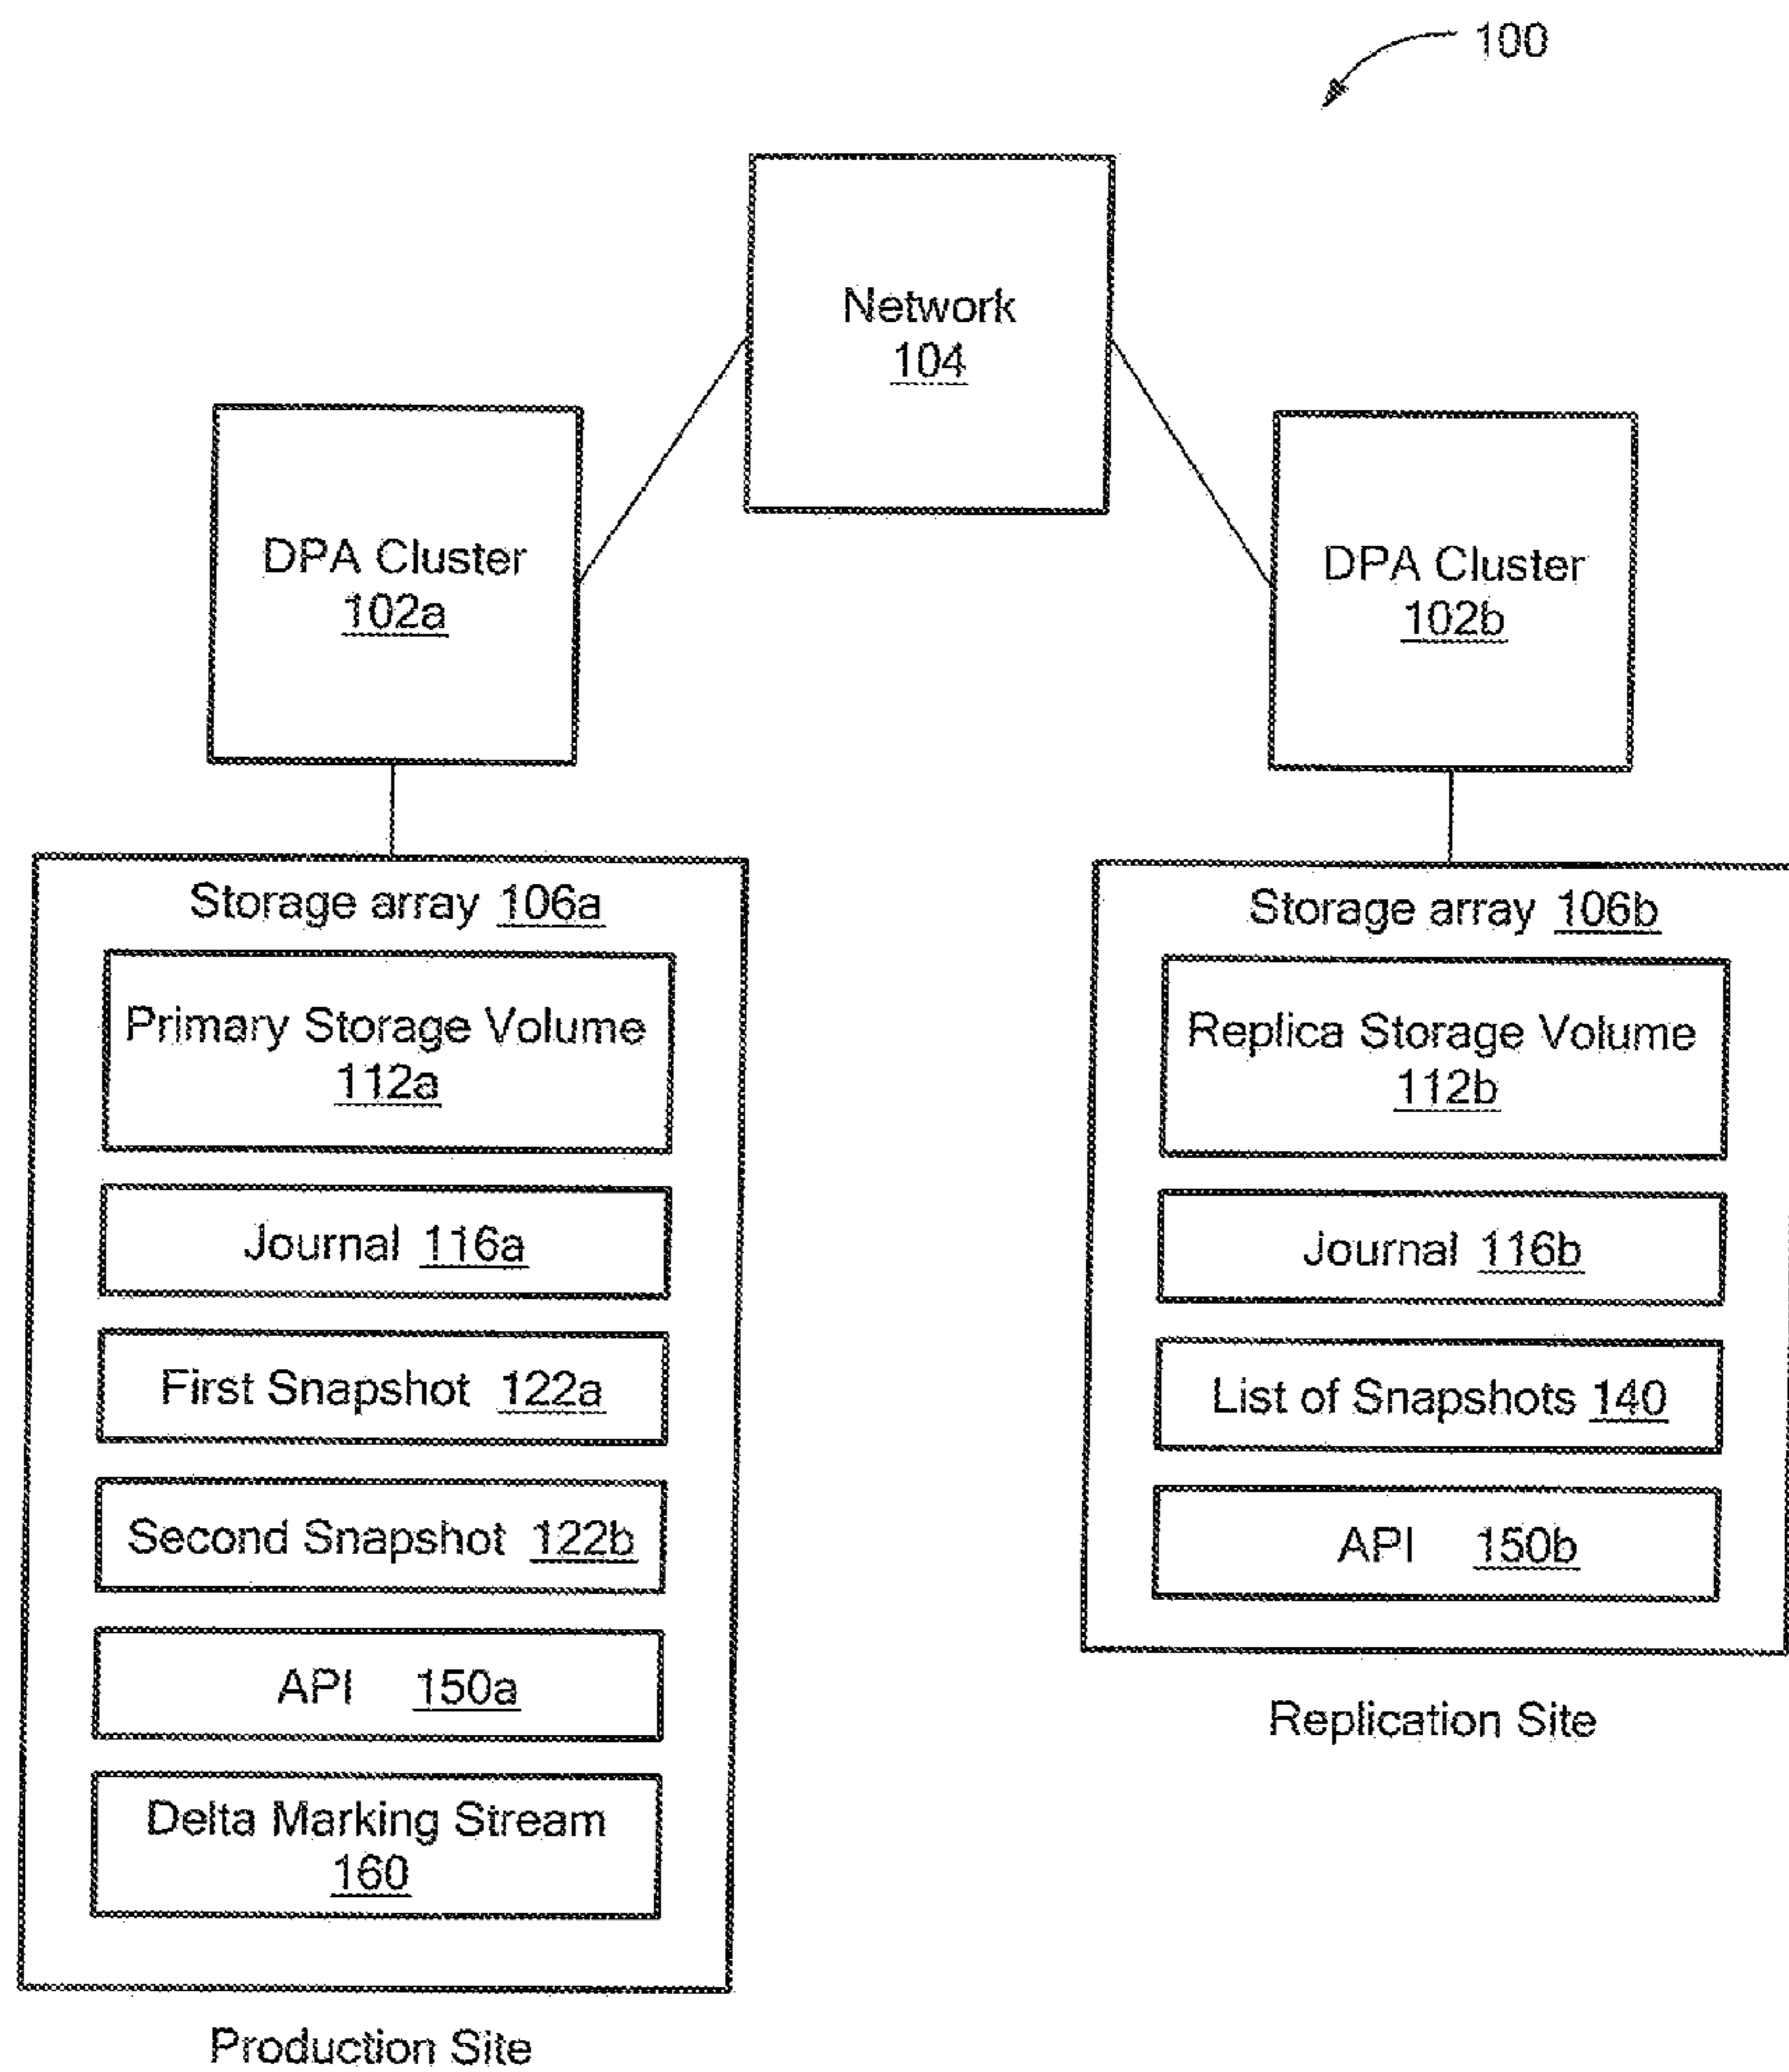 100
Network
104
DPA Cluster
102a
DPA Cluster
102b
Storage array 106a
Primary Storage Volume
112a
Journal 116a
First Snapshot 122a
Second Snapshot 122b
API 150a
Delta Marking Stream
160
Production Site
Storage array 106b
Replica Storage Volume
112b
Journal 116b
List of Snapshots 140
API 150b
Replication Site